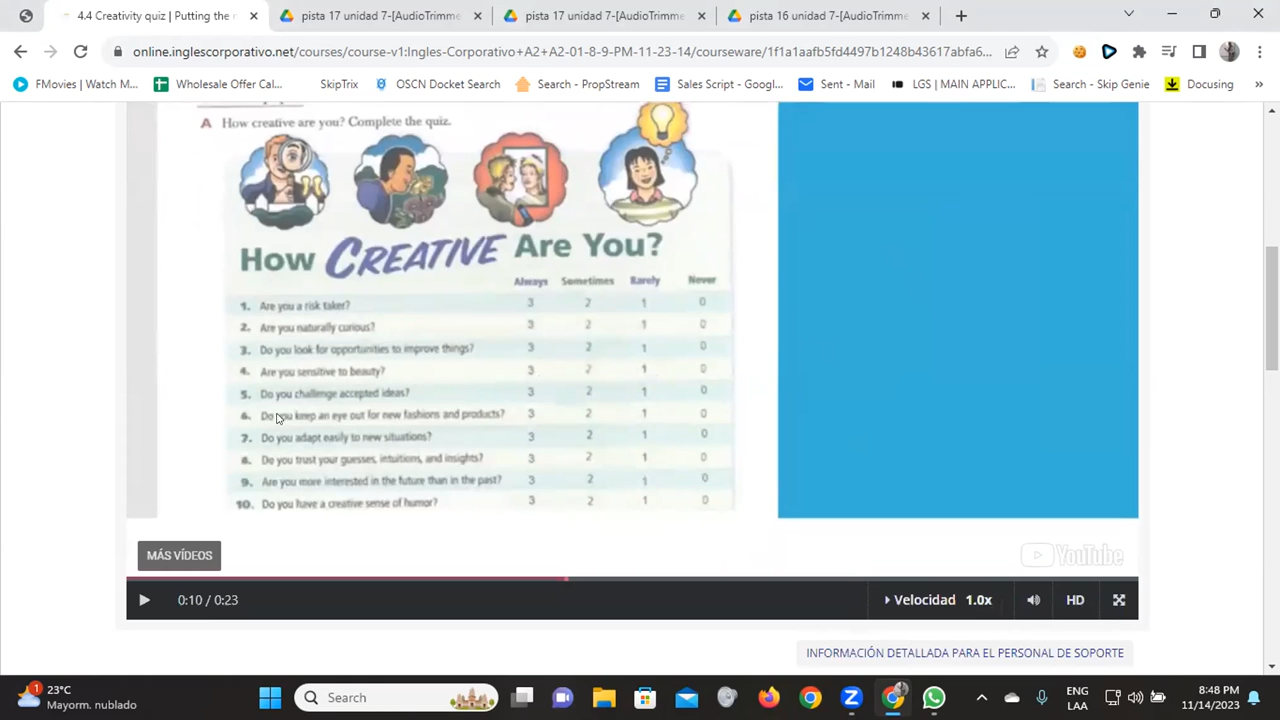 4.4 Creativity quiz | Putting the
pista 17 unidad 7-[AudioTrimme
pista 17 unidad 7-[AudioTrimme
pista 16 unidad 7-[AudioTrimme
online.inglescorporativo.net/courses/course-v1:Ingles-Corporativo+A2+A2-01-8-9-PM-11-23-14/courseware/1f1a1aafb5fd4497b1248b43617abfa6...
FMovies | Watch M...
Wholesale Offer Cal...
SkipTrix
OSCN Docket Search
Search - PropStream
Sales Script - Googl...
Sent - Mail
LGS | MAIN APPLIC...
Search - Skip Genie
Docusing
A How creative are you? Complete the quiz.
How CREATIVE Are You?
Always Sometimes Rarely Never
1. Are you a risk taker? 3 2 1 0
2. Are you naturally curious? 3 2 1 0
3. Do you look for opportunities to improve things? 3 2 1 0
4. Are you sensitive to beauty? 3 2 1 0
5. Do you challenge accepted ideas? 3 2 1 0
6. Do you keep an eye out for new fashions and products? 3 2 1 0
7. Do you adapt easily to new situations? 3 2 1 0
8. Do you trust your guesses, intuitions, and insights? 3 2 1 0
9. Are you more interested in the future than in the past? 3 2 1 0
10. Do you have a creative sense of humor? 3 2 1 0
MÁS VÍDEOS
YouTube
0:10 / 0:23
Velocidad 1.0x
HD
INFORMACIÓN DETALLADA PARA EL PERSONAL DE SOPORTE
1
23°C
Mayorm. nublado
Search
ENG
LAA
8:48 PM
11/14/2023